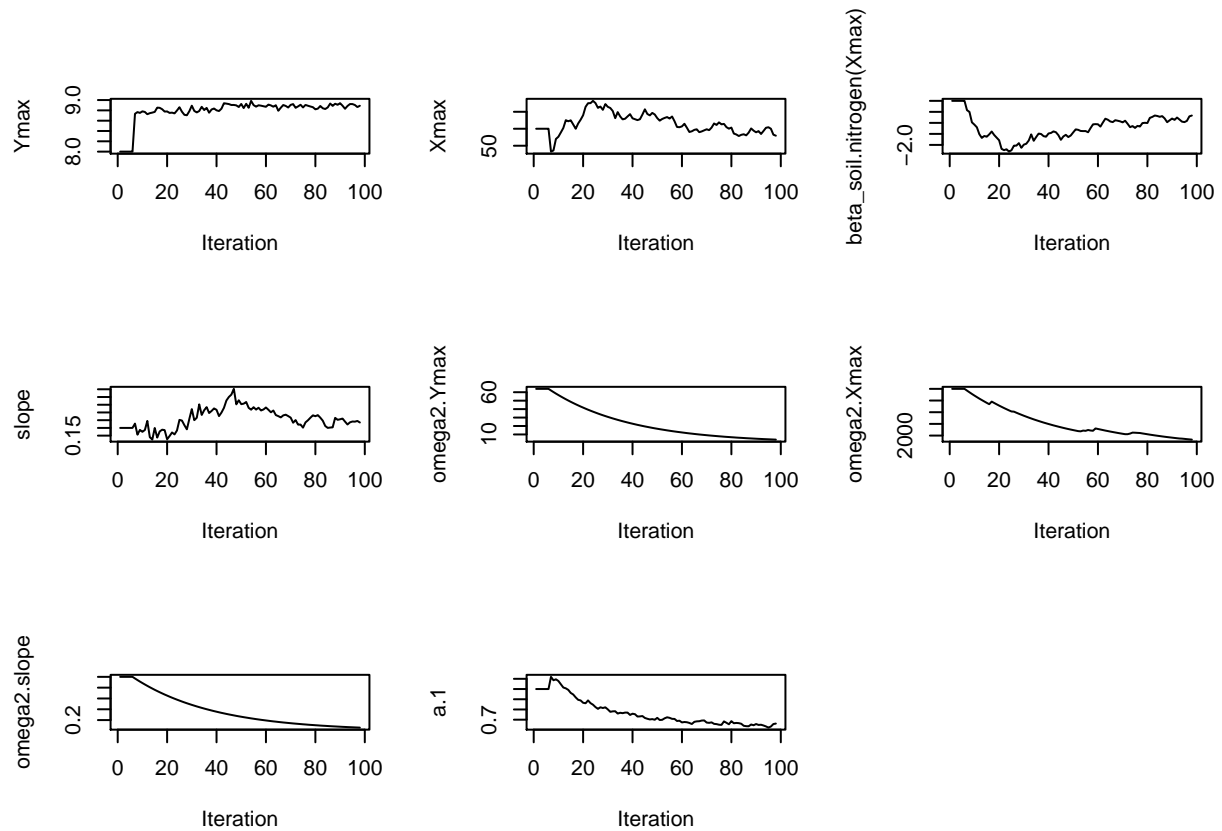 Ymax
8.0 9.0
0 20 40 60 80 100
Iteration
Xmax
50
0 20 40 60 80 100
Iteration
beta_soil.nitrogen(Xmax)
−2.0
0 20 40 60 80 100
Iteration
slope
0.15
0 20 40 60 80 100
Iteration
omega2.Ymax
10 60
0 20 40 60 80 100
Iteration
omega2.Xmax
2000
0 20 40 60 80 100
Iteration
omega2.slope
0.2
0 20 40 60 80 100
Iteration
a.1
0.7
0 20 40 60 80 100
Iteration